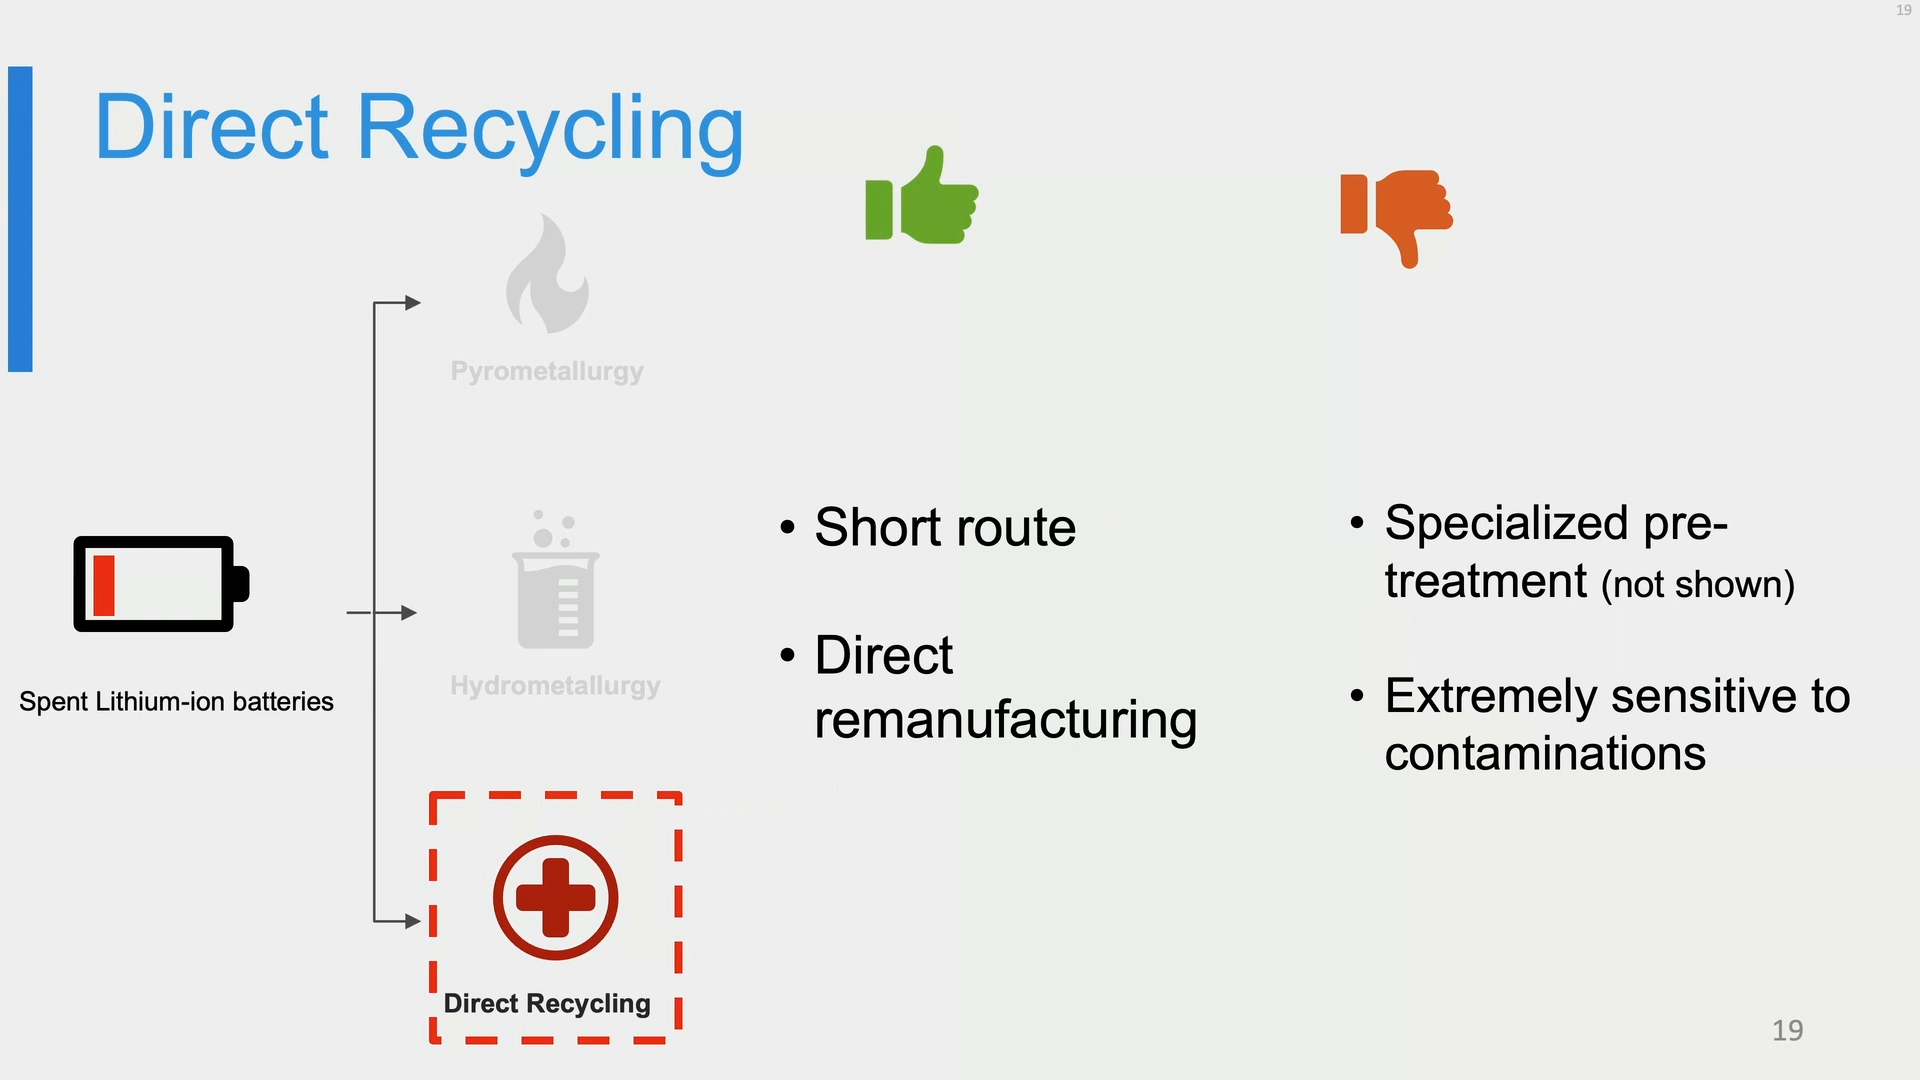 19
Direct Recycling
Pyrometallurgy
Hydrometallurgy
Spent Lithium-ion batteries
Direct Recycling
• Short route
• Direct
remanufacturing
• Specialized pre-
treatment (not shown)
• Extremely sensitive to
contaminations
19